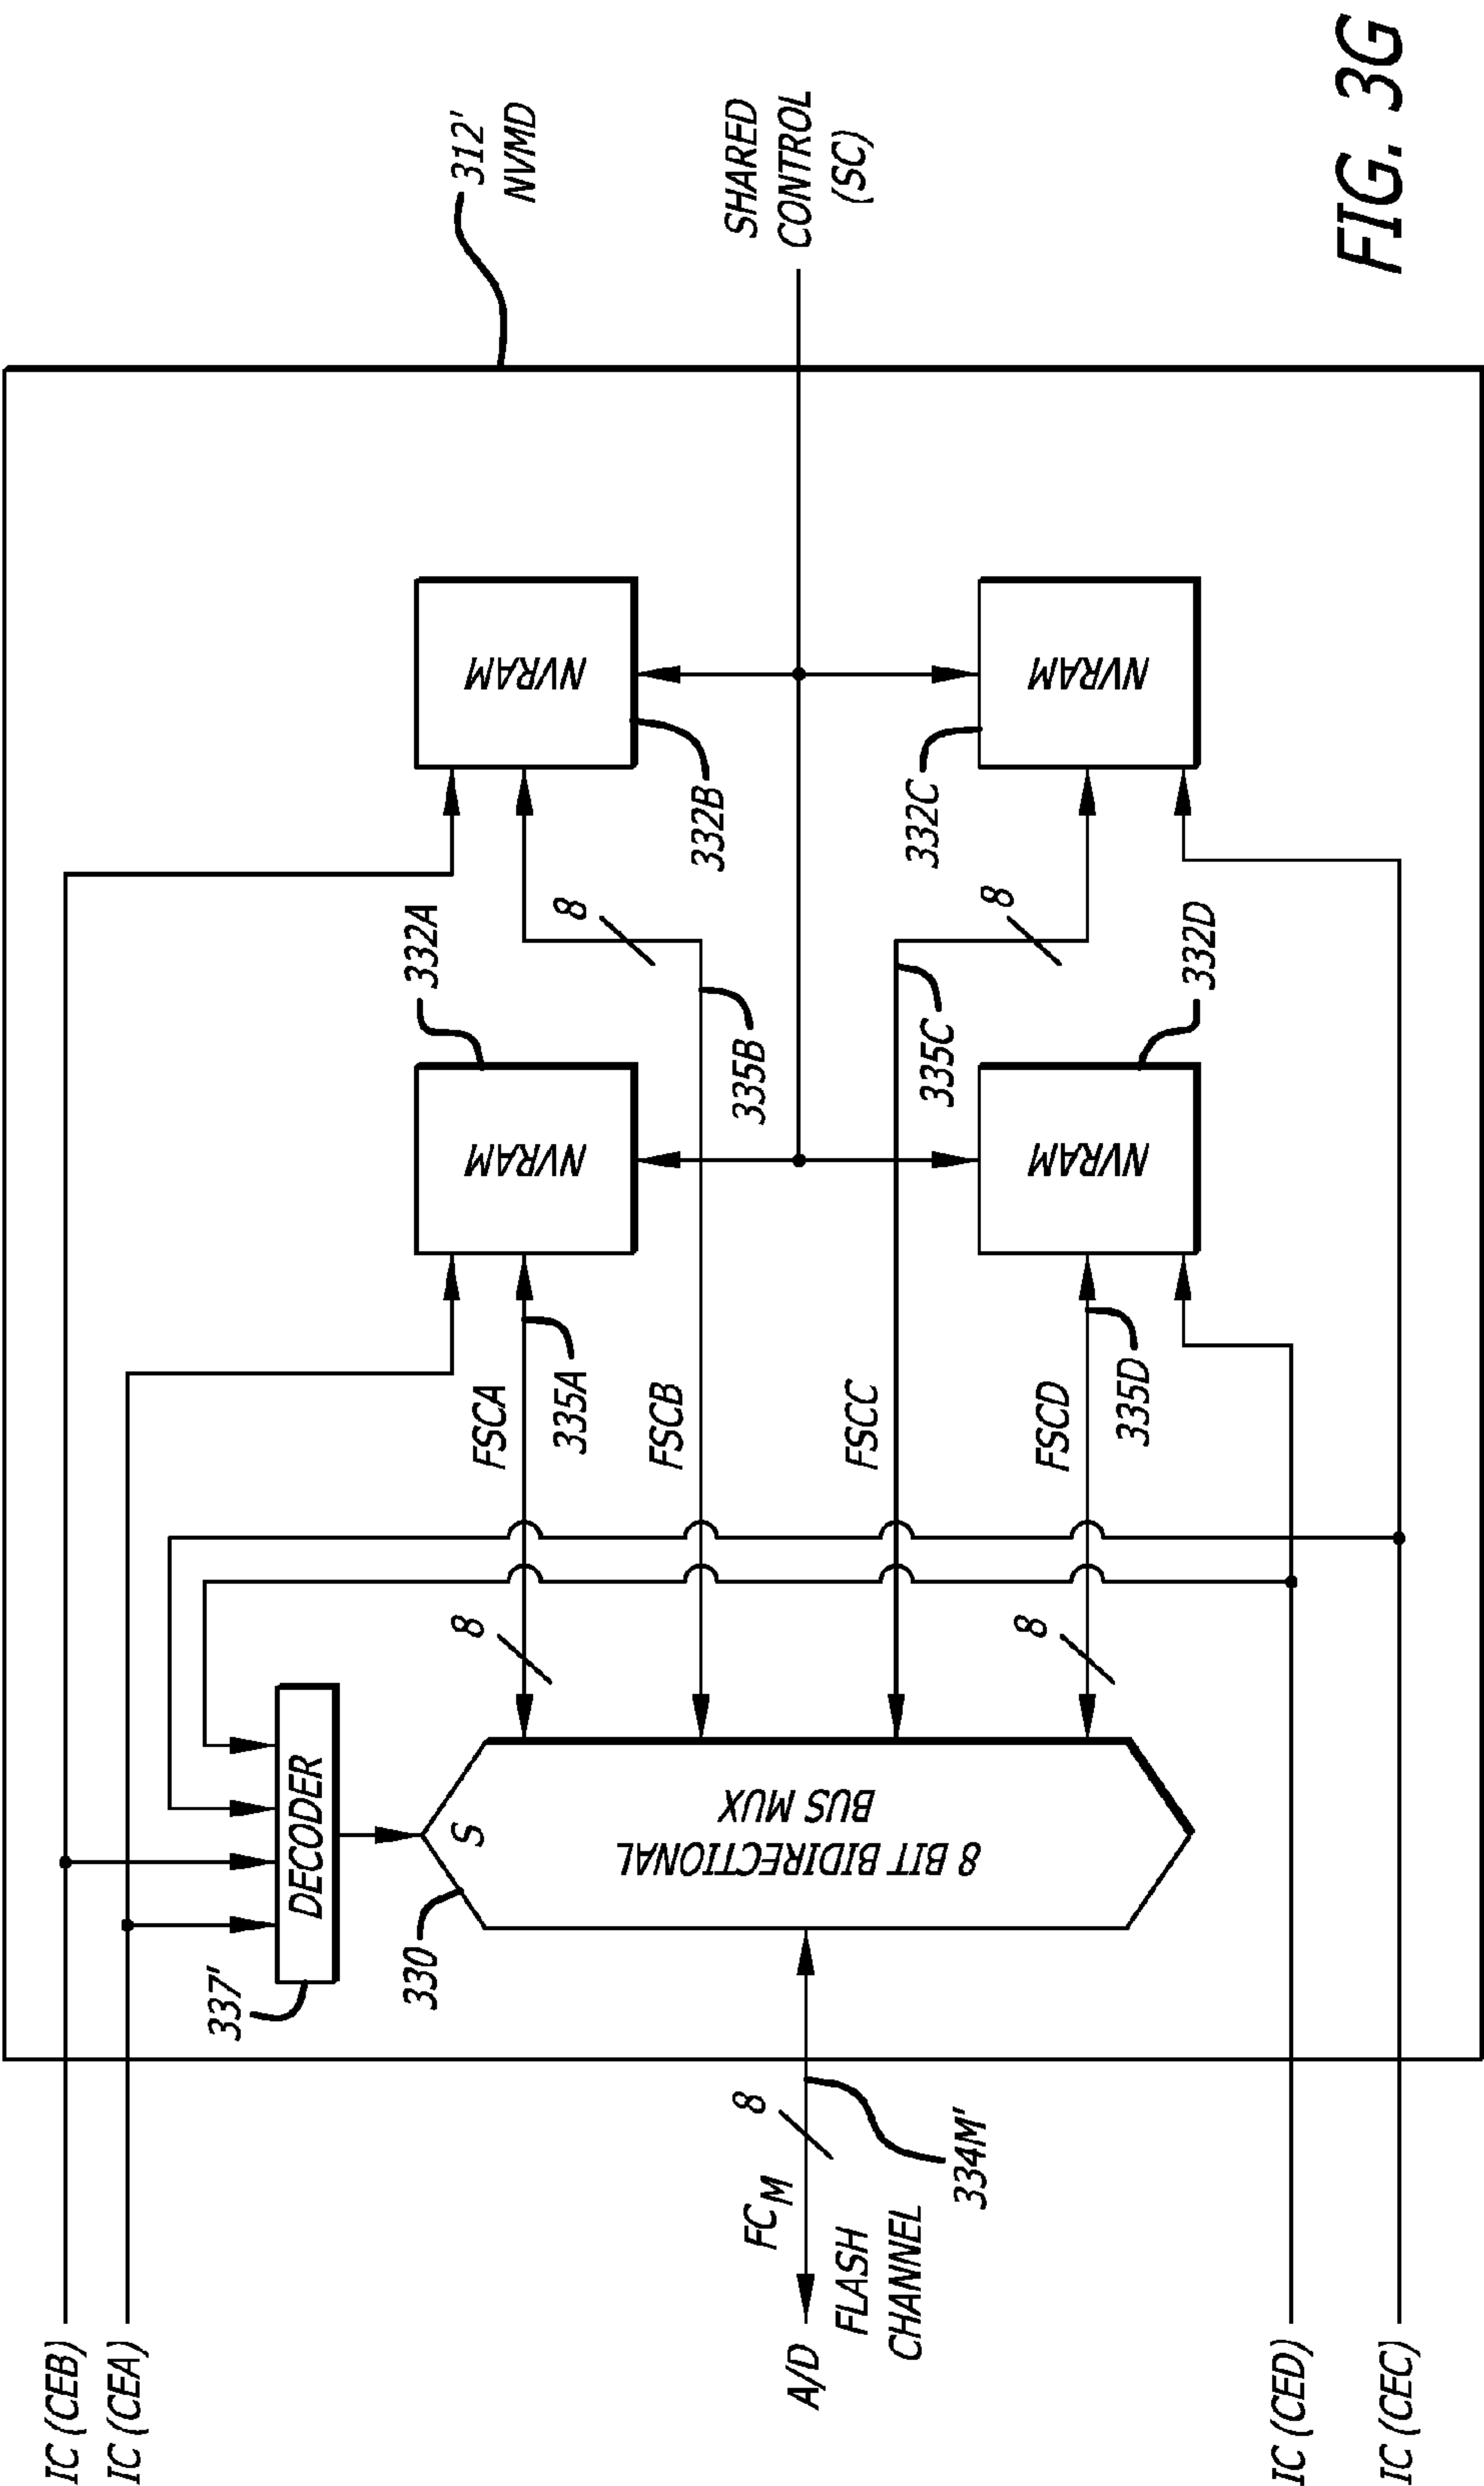 IC (CEB)
IC (CEA)
337'
DECODER
332A
NVRAM
NVRAM
312'
NVMD
330
S
8
FSCA
335A
8
332B
FC M
8
A/D
FLASH
CHANNEL
334M'
8 BIT BIDIRECTIONAL
BUS MUX
FSCB
335B
SHARED
CONTROL
(SC)
FSCC
335C
332C
8
8
FSCD
335D
NVRAM
332D
NVRAM
IC (CED)
IC (CEC)
FIG. 3G